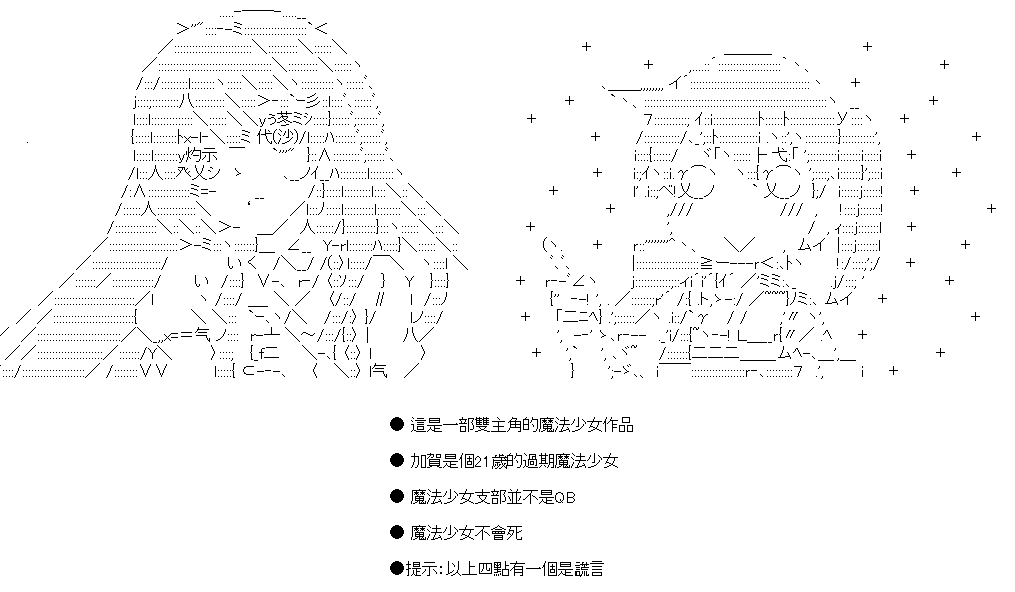 ● 這是一部雙主角的魔法少女作品
● 加賀是個21歲的過期魔法少女
● 魔法少女支部並不是QB
● 魔法少女不會死
●提示:以上四點有一個是謊言